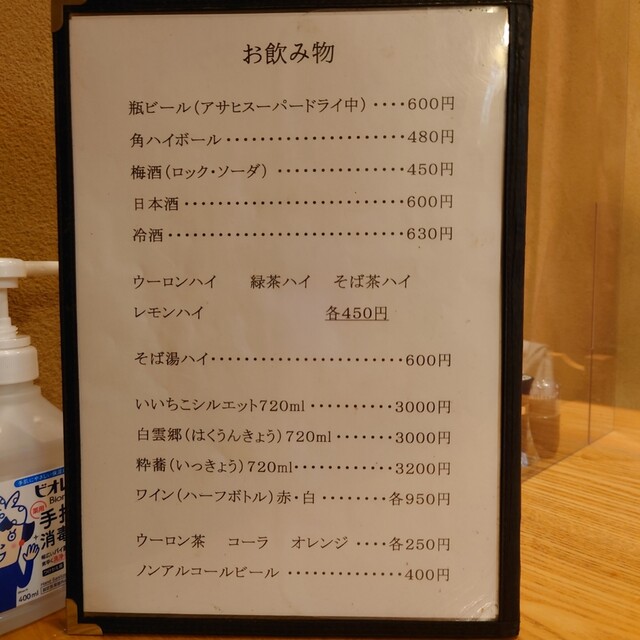 お飲み物
瓶ビール(アサヒスーパードライ中)････600円
角ハイボール･････････････････････480円
梅酒(ロック・ソーダ) ･･･････････････450円
日本酒･･････････････････････････600円
冷酒････････････････････････････630円
ウーロンハイ 緑茶ハイ そば茶ハイ
レモンハイ 各450円
そば湯ハイ･･･････････････････････600円
いいちこシルエット720ml ･･････････3000円
白雲郷(はくうんきょう) 720ml ･･･････3000円
粋蕎(いっきょう) 720ml････････････3200円
ワイン(ハーフボトル)赤・白 ････････各950円
ウーロン茶 コーラ オレンジ ････各250円
ノンアルコールビール ･･････････････400円
ビオレ
Bior
手指
消毒
400ml